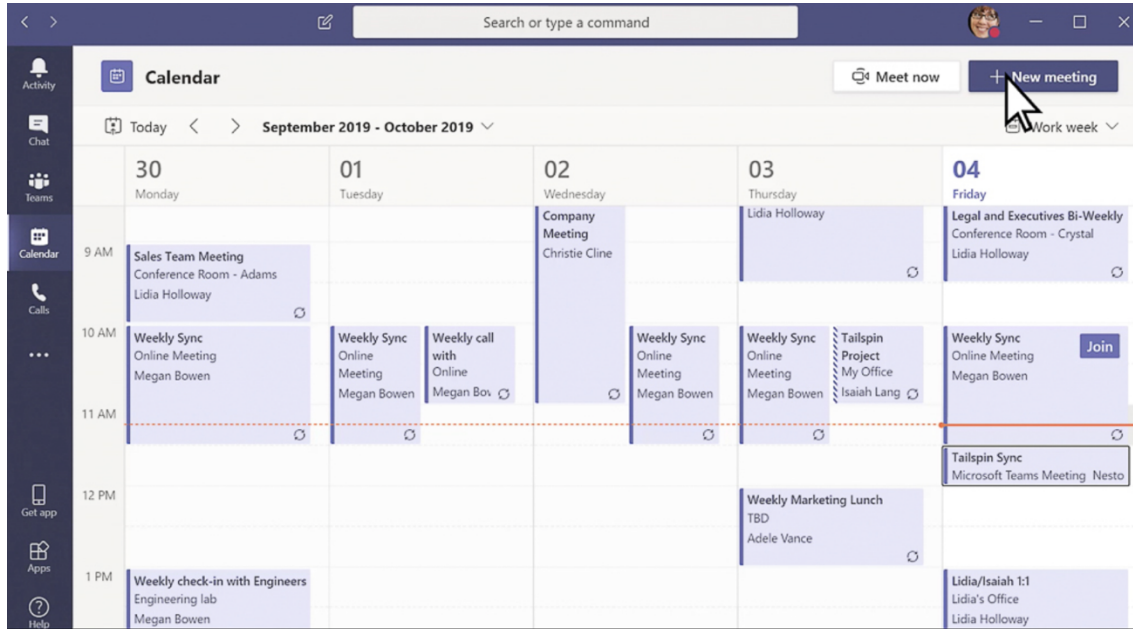 Search or type a command
Activity
Chat
Teams
Calendar
Calls
Get app
Apps
Help
Calendar
Meet now
New meeting
Today
September 2019 - October 2019
Work week
30
Monday
01
Tuesday
02
Wednesday
03
Thursday
04
Friday
9 AM
10 AM
11 AM
12 PM
1 PM
Sales Team Meeting
Conference Room - Adams
Lidia Holloway
Weekly Sync
Online Meeting
Megan Bowen
Weekly check-in with Engineers
Engineering lab
Megan Bowen
Weekly Sync
Online
Meeting
Megan Bowen
Weekly call
with
Online
Megan Bov
Company
Meeting
Christie Cline
Weekly Sync
Online
Meeting
Megan Bowen
Lidia Holloway
Weekly Sync
Online
Meeting
Megan Bowen
Tailspin
Project
My Office
Isaiah Lang
Weekly Marketing Lunch
TBD
Adele Vance
Legal and Executives Bi-Weekly
Conference Room - Crystal
Lidia Holloway
Weekly Sync
Online Meeting
Megan Bowen
Join
Tailspin Sync
Microsoft Teams Meeting Nesto
Lidia/Isaiah 1:1
Lidia's Office
Lidia Holloway